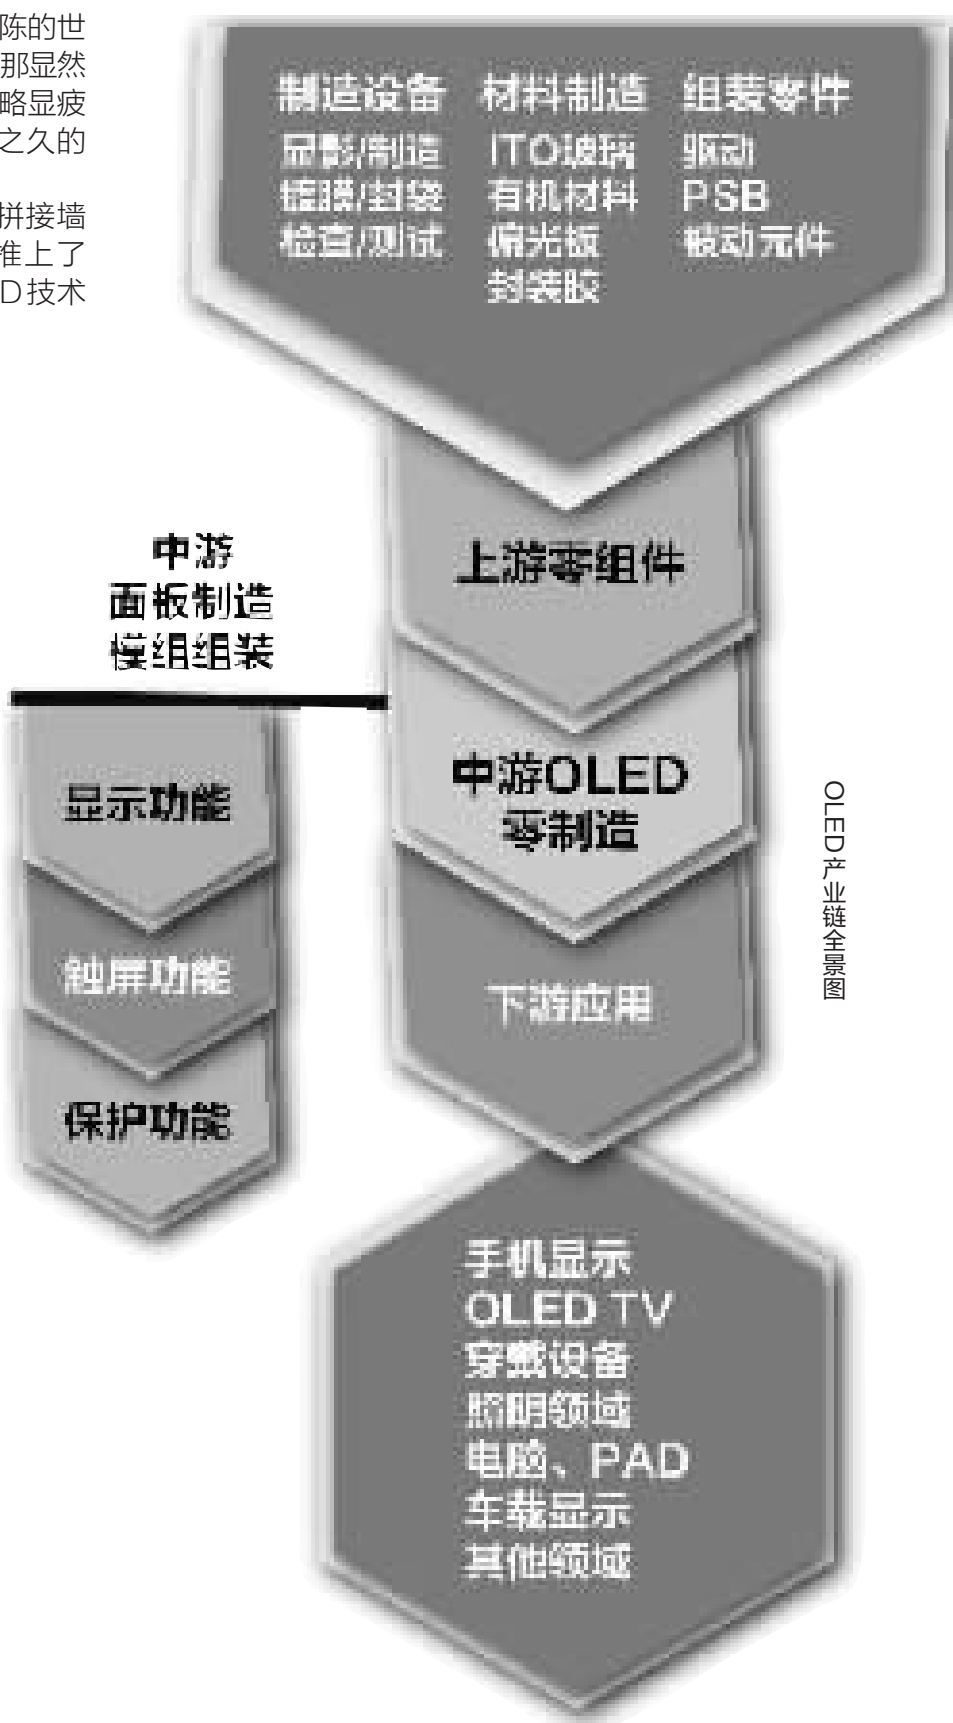 陈的世
那显然
略显疲
之久的
拼接墙
推上了
D技术
制造设备 材料制造 组装零件
显影/制造 ITO玻璃 驱动
镀膜/封袋 有机材料 PSB
检查/测试 偏光板 被动元件
封装胶
上游零组件
中游
面板制造
模组组装
中游OLED
零制造
显示功能
触屏功能
保护功能
下游应用
OLED产业链全景图
手机显示
OLED TV
穿戴设备
照明领域
电脑、PAD
车载显示
其他领域